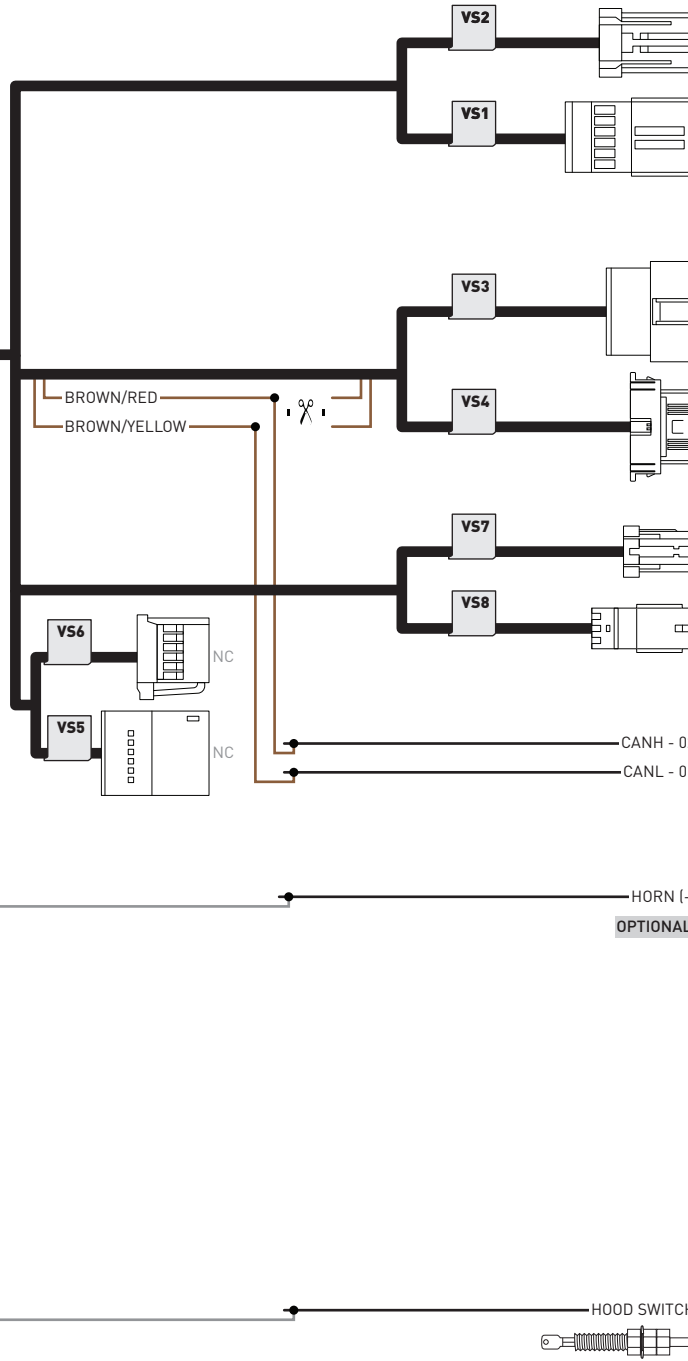 VS2
VS1
VS3
BROWN/RED
VS4
BROWN/YELLOW
VS7
VS8
VS6
NC
VS5
NC
CANH - 0
CANL - 0
HORN (-
OPTIONAL
HOOD SWITCH